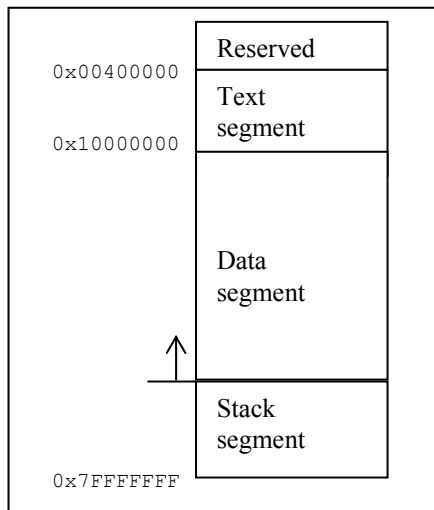 Reserved
0x00400000
Text
segment
0x10000000
Data
segment
Stack
segment
0x7FFFFFFF